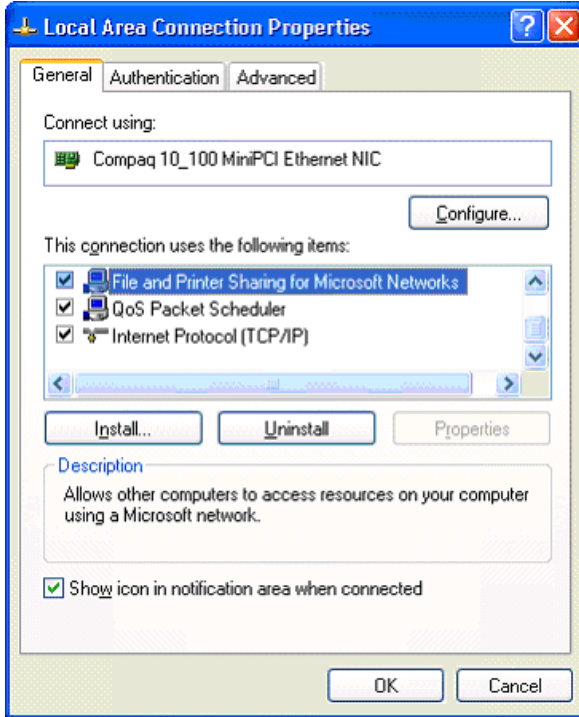 Local Area Connection Properties
General Authentication Advanced
Connect using:
Compaq 10_100 MiniPCI Ethernet NIC
Configure...
This connection uses the following items:
File and Printer Sharing for Microsoft Networks
QoS Packet Scheduler
Internet Protocol (TCP/IP)
Install... Uninstall Properties
Description
Allows other computers to access resources on your computer
using a Microsoft network.
Show icon in notification area when connected
OK Cancel